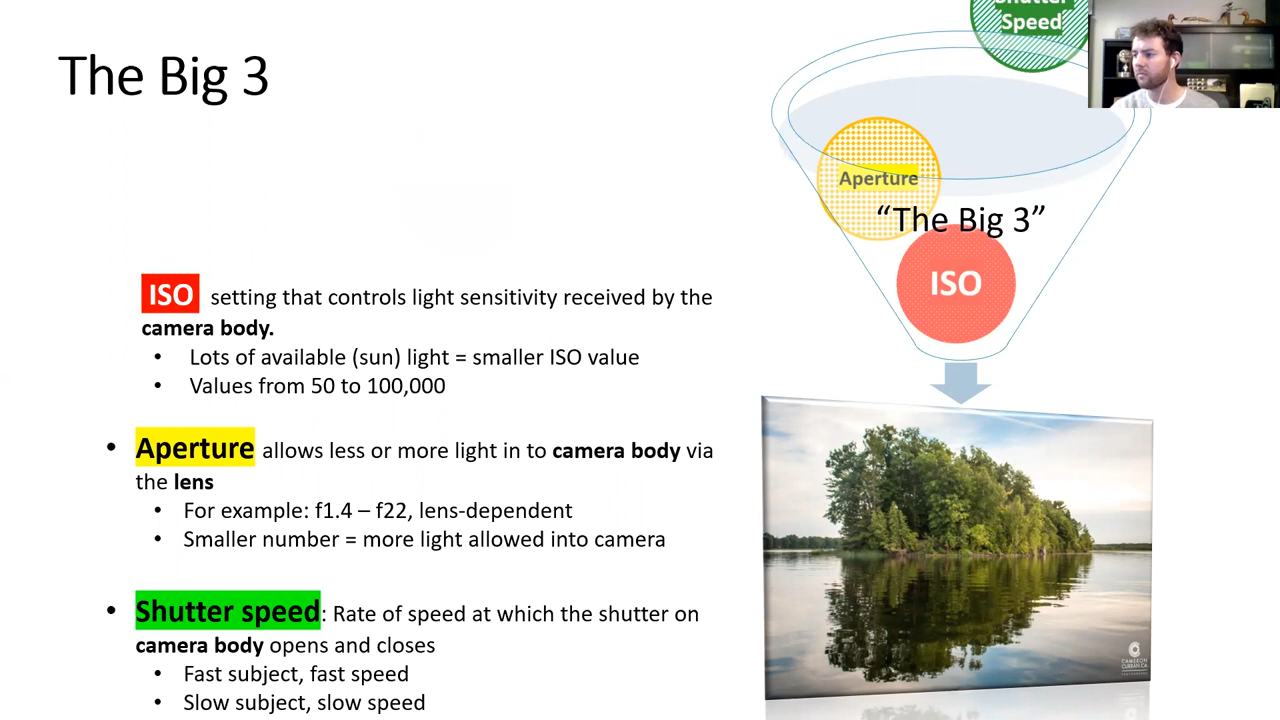 The Big 3
ISO setting that controls light sensitivity received by the
camera body.
• Lots of available (sun) light = smaller ISO value
• Values from 50 to 100,000
• Aperture allows less or more light in to camera body via
the lens
• For example: f1.4 – f22, lens-dependent
• Smaller number = more light allowed into camera
• Shutter speed: Rate of speed at which the shutter on
camera body opens and closes
• Fast subject, fast speed
• Slow subject, slow speed
Shutter
Speed
Aperture
“The Big 3”
ISO
CAMERON
CURRAN.CA